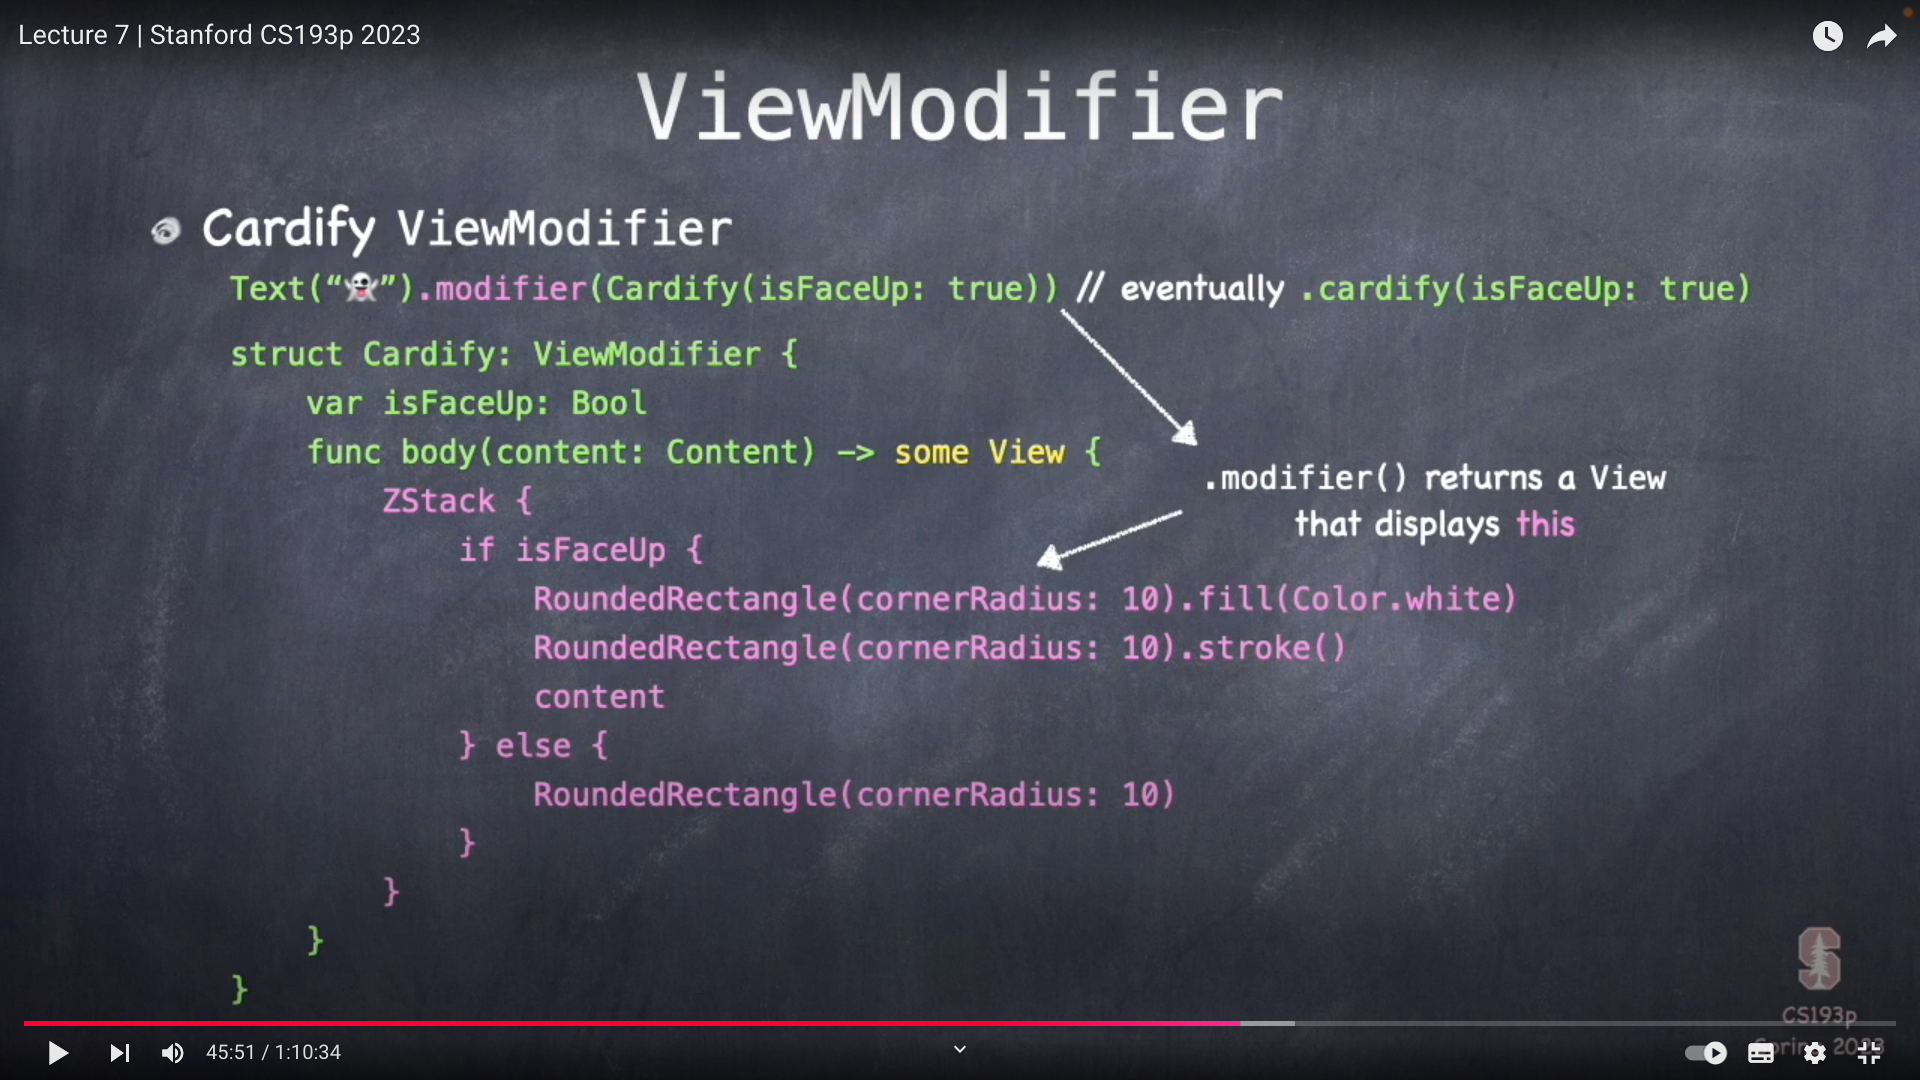 Lecture 7 | Stanford CS193p 2023
ViewModifier
Cardify ViewModifier
Text(“👻”).modifier(Cardify(isFaceUp: true)) // eventually .cardify(isFaceUp: true)
struct Cardify: ViewModifier {
var isFaceUp: Bool
func body(content: Content) -> some View {
.modifier() returns a View
that displays this
ZStack {
if isFaceUp {
RoundedRectangle(cornerRadius: 10).fill(Color.white)
RoundedRectangle(cornerRadius: 10).stroke()
content
} else {
RoundedRectangle(cornerRadius: 10)
}
}
}
}
CS193p
Spring 2023
45:51 / 1:10:34